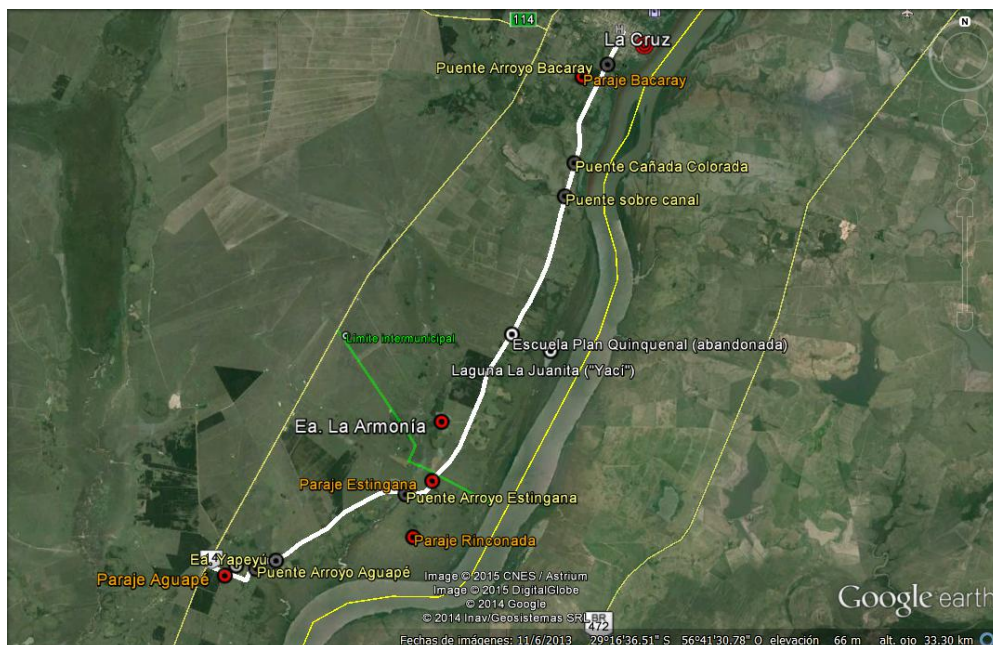 114
La Cruz
N
Puente Arroyo Bacaray
Paraje Bacaray
Puente Cañada Colorada
Puente sobre canal
Límite intermunicipal
Escuela Plan Quinquenal (abandonada)
Laguna La Juanita ("Yací")
Ea. La Armonía
Paraje Estingana
Puente Arroyo Estingana
Paraje Rinconada
Ea. Yapeyú
Puente Arroyo Aguapé
Paraje Aguapé
Image © 2015 CNES / Astrium
Image © 2015 DigitalGlobe
© 2014 Google
© 2014 Inav/Geosistemas SRL
Google earth
BR
472
Fechas de imágenes: 11/6/2013 29°16'36.51" S 56°41'30.78" O elevación 66 m alt. ojo 33.30 km